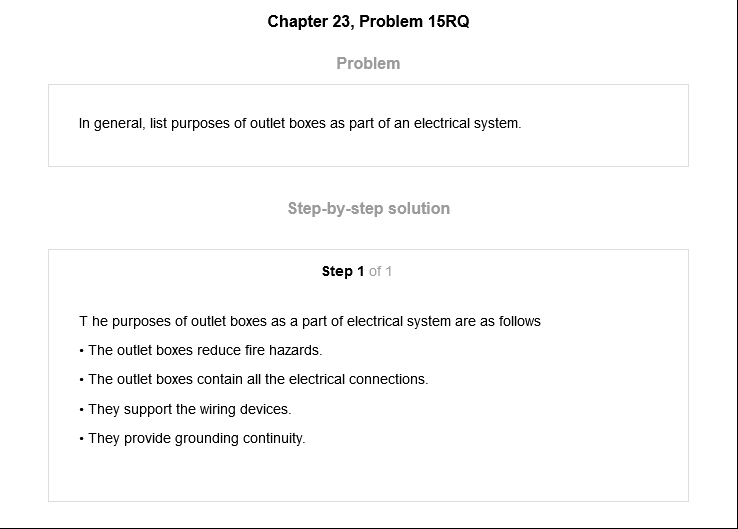 Chapter 23, Problem 15RQ
Problem
In general, list purposes of outlet boxes as part of an electrical system.
Step-by-step solution
Step 1 of 1
T he purposes of outlet boxes as a part of electrical system are as follows
• The outlet boxes reduce fire hazards.
• The outlet boxes contain all the electrical connections.
• They support the wiring devices.
• They provide grounding continuity.